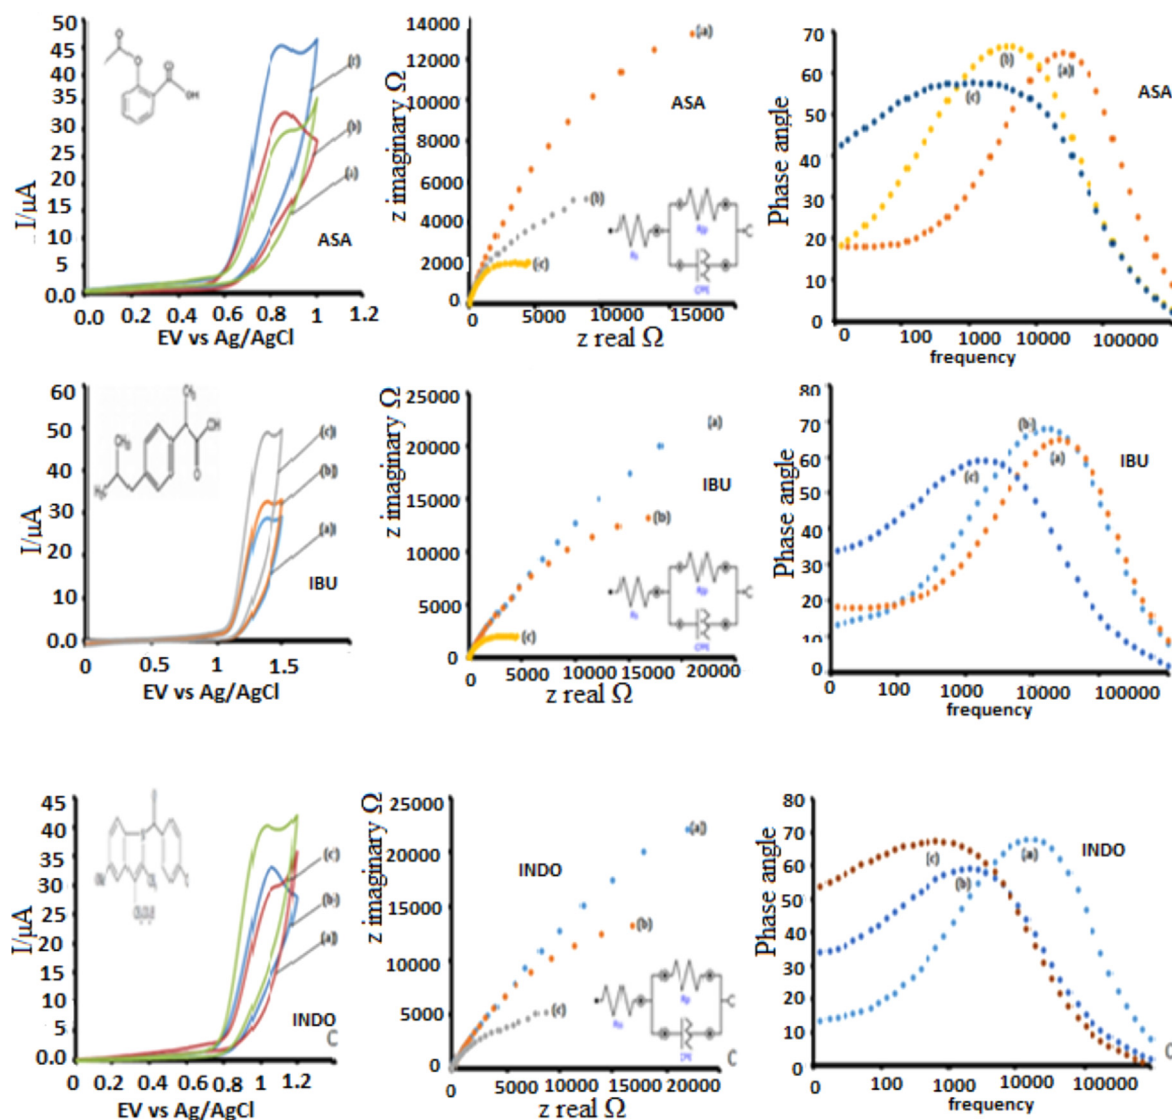 50
45
40
35
30
25
20
15
10
5
0.0
I/µA
(c)
(b)
(a)
ASA
0.0 0.2 0.4 0.6 0.8 1 1.2
EV vs Ag/AgCl
14000
12000
10000
8000
6000
4000
2000
0
z imaginary Ω
(a)
ASA
(b)
(c)
0 5000 10000 15000
z real Ω
70
60
50
40
30
20
10
0
Phase angle
(b)
(a)
(c)
ASA
0 100 1000 10000 100000
frequency
60
50
40
30
20
10
0.0
I/µA
(c)
(b)
(a)
IBU
0 0.5 1 1.5
EV vs Ag/AgCl
25000
20000
15000
10000
5000
0
z imaginary Ω
(a)
IBU
(b)
(c)
0 5000 10000 15000 20000
z real Ω
80
70
60
50
40
30
20
10
0
Phase angle
(b)
(a)
(c)
IBU
0 100 1000 10000 100000
frequency
45
40
35
30
25
20
15
10
5
0.0
I/µA
(c)
(b)
(a)
INDO
0 0.2 0.4 0.6 0.8 1 1.2
EV vs Ag/AgCl
25000
20000
15000
10000
5000
0
z imaginary Ω
INDO
(a)
(b)
(c)
0 5000 10000 15000 20000
z real Ω
80
70
60
50
40
30
20
10
0
Phase angle
(c)
(b)
(a)
INDO
0 100 1000 10000 100000
frequency